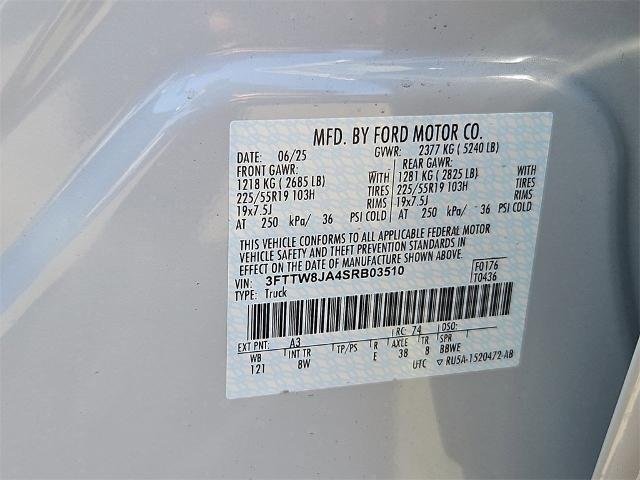 MFD. BY FORD MOTOR CO.
DATE: 06/25 GVWR: 2377 KG (5240 LB)
FRONT GAWR: REAR GAWR:
1218 KG (2685 LB) WITH 1281 KG (2825 LB) WITH
225/55R19 103H TIRES 225/55R19 103H TIRES
19x7.5J RIMS 19x7.5J RIMS
AT 250 kPa/ 36 PSI COLD AT 250 kPa/ 36 PSI COLD
THIS VEHICLE CONFORMS TO ALL APPLICABLE FEDERAL MOTOR
VEHICLE SAFETY AND THEFT PREVENTION STANDARDS IN
EFFECT ON THE DATE OF MANUFACTURE SHOWN ABOVE.
VIN: 3FTTW8JA4SRB03510 F0176
TYPE: Truck T0436
EXT PNT: A3 RC: 74 DSO:
WB INT TR TP/PS R AXLE TR SPR
121 8W E 38 8 BBWE
UTC ▽ RU5A-1520472-AB